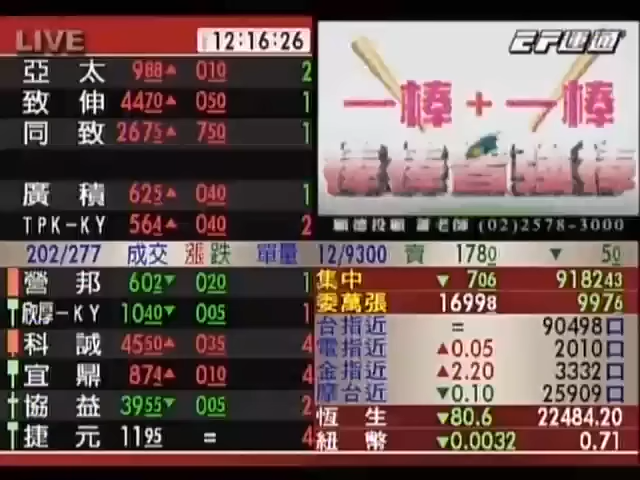 LIVE 12:16:26
亞太 988▲ 010 2
致伸 4470▲ 050 1
同致 2675▲ 750 1
廣積 625▲ 040 1
TPK-KY 564▲ 040 2
一棒+一棒
(02)2578-3000
202/277 成交 漲跌 單量
營邦 602▼ 020 1
欣厚-KY 1040▼ 005 1
科誠 4550▲ 035 4
宜鼎 874▲ 010 4
協益 3955▼ 005 2
捷元 1195 = 4
12/9300 賣 1780 ▼ 50
集中 ▼ 706 918243
委萬張 16998 9976
台指近 = 90498口
電指近 ▲0.05 2010口
金指近 ▲2.20 3332口
摩台近 ▼0.10 25909口
恆生 ▼80.6 22484.20
紐幣 ▼0.0032 0.71